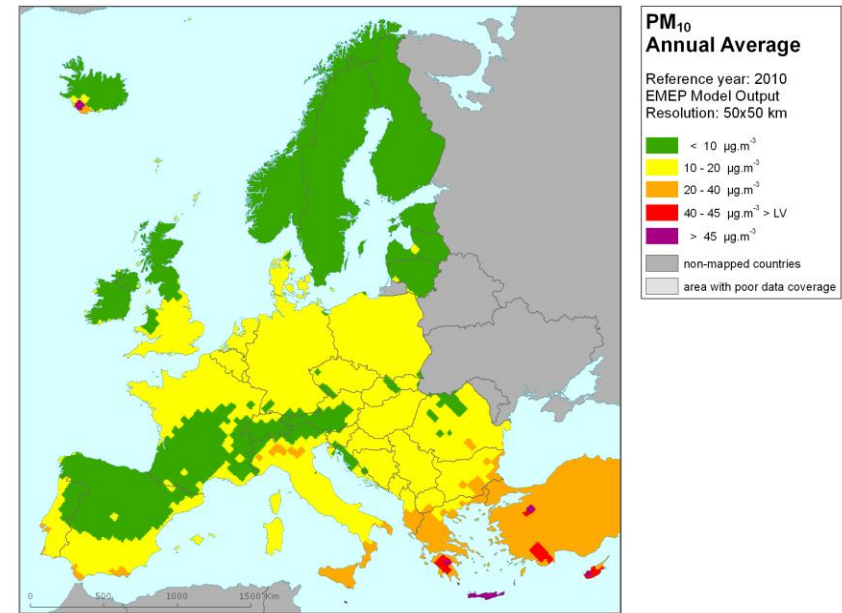 PM₁₀
Annual Average
Reference year: 2010
EMEP Model Output
Resolution: 50x50 km
< 10 µg.m⁻³
10 - 20 µg.m⁻³
20 - 40 µg.m⁻³
40 - 45 µg.m⁻³ > LV
> 45 µg.m⁻³
non-mapped countries
area with poor data coverage
0 500 1000 1500 Km